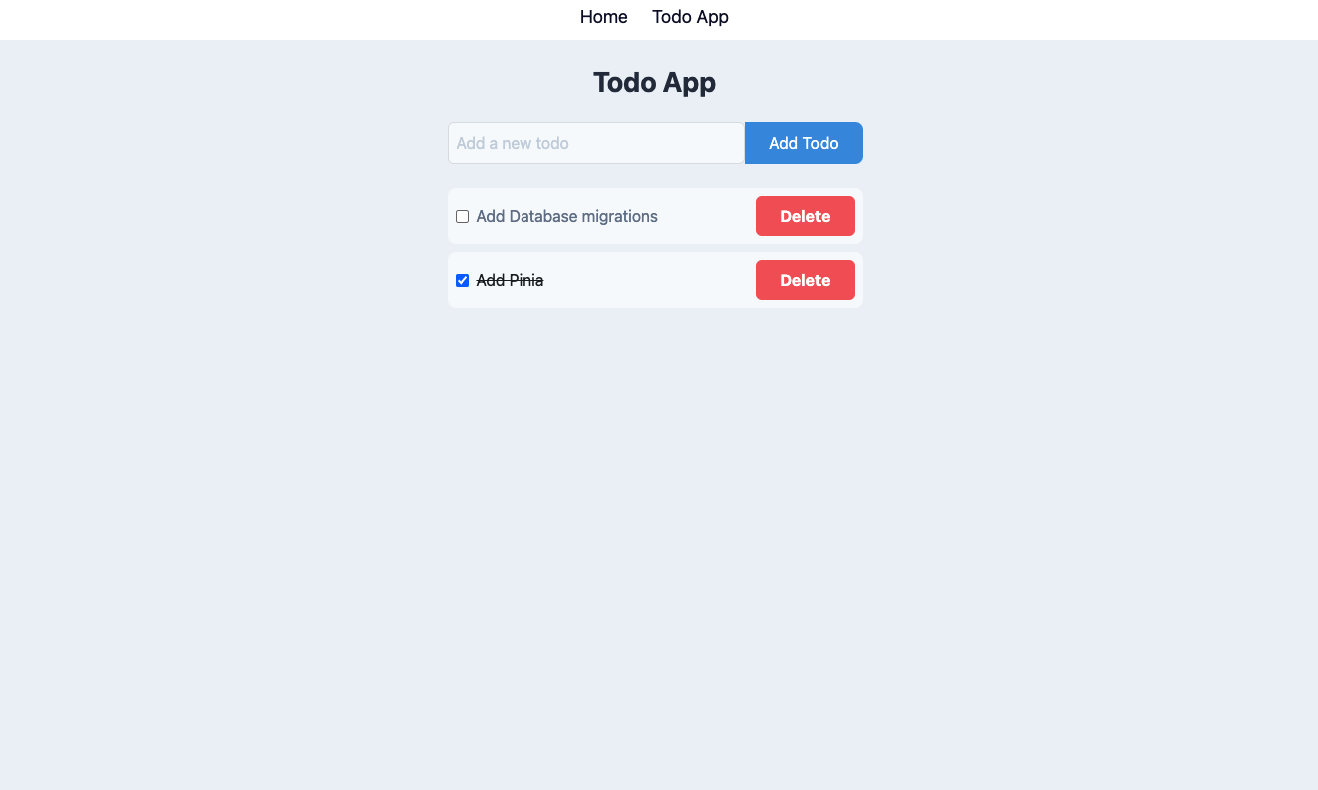 Home Todo App
Todo App
Add a new todo Add Todo
Add Database migrations Delete
Add Pinia Delete